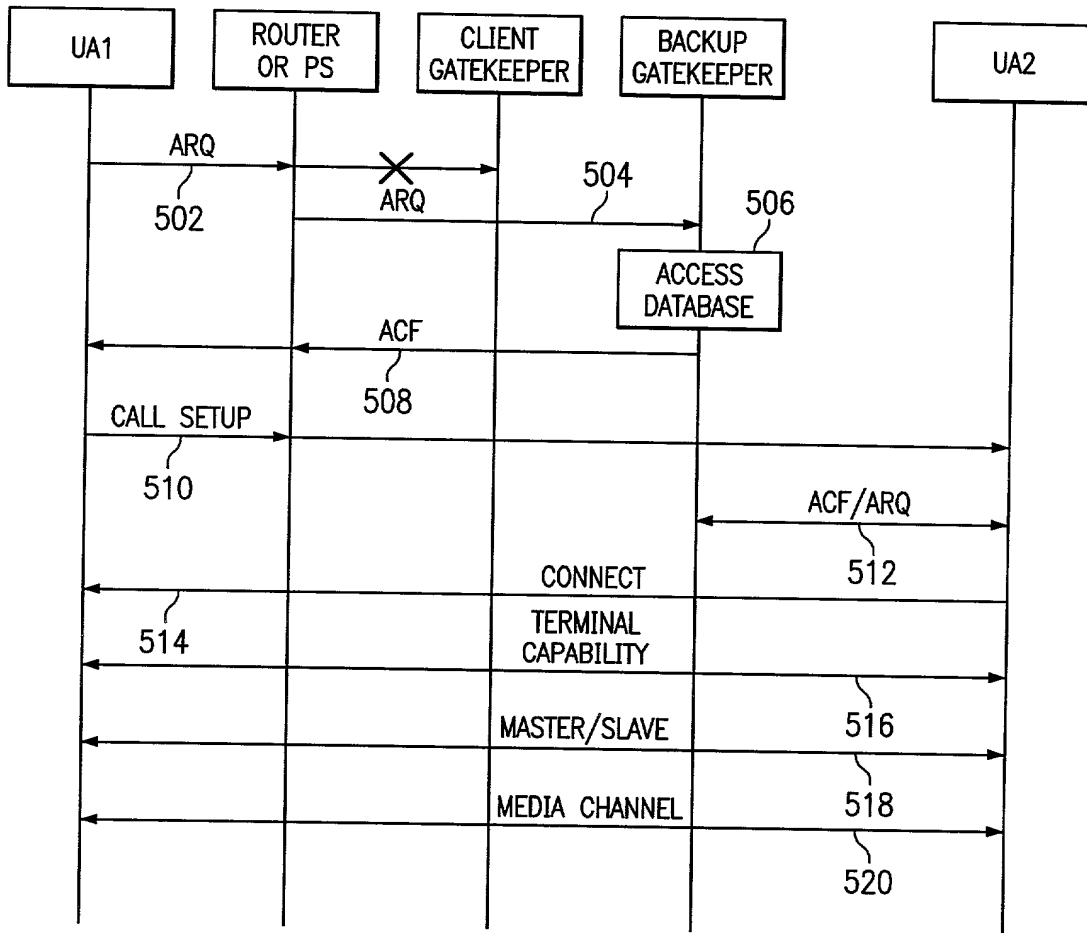 UA1
ROUTER
OR PS
CLIENT
GATEKEEPER
BACKUP
GATEKEEPER
UA2
ARQ
502
ARQ
504
506
ACCESS
DATABASE
ACF
508
CALL SETUP
510
ACF/ARQ
512
CONNECT
514
TERMINAL
CAPABILITY
516
MASTER/SLAVE
518
MEDIA CHANNEL
520